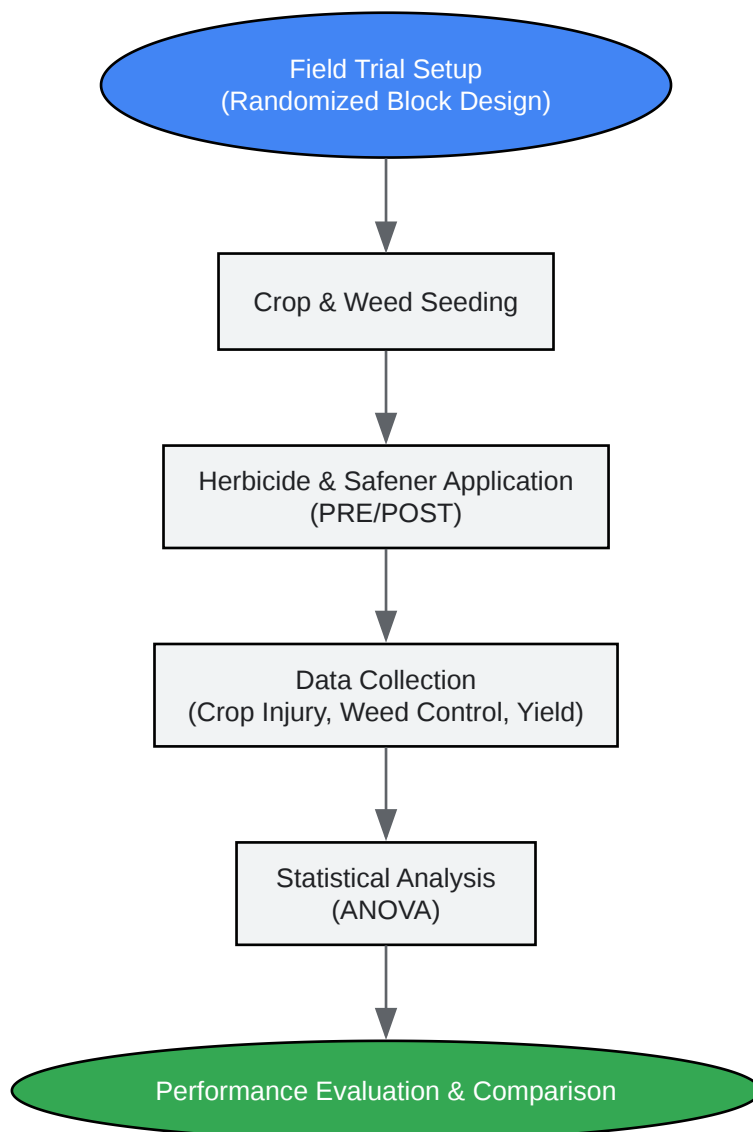 Field Trial Setup
(Randomized Block Design)
Crop & Weed Seeding
Herbicide & Safener Application
(PRE/POST)
Data Collection
(Crop Injury, Weed Control, Yield)
Statistical Analysis
(ANOVA)
Performance Evaluation & Comparison